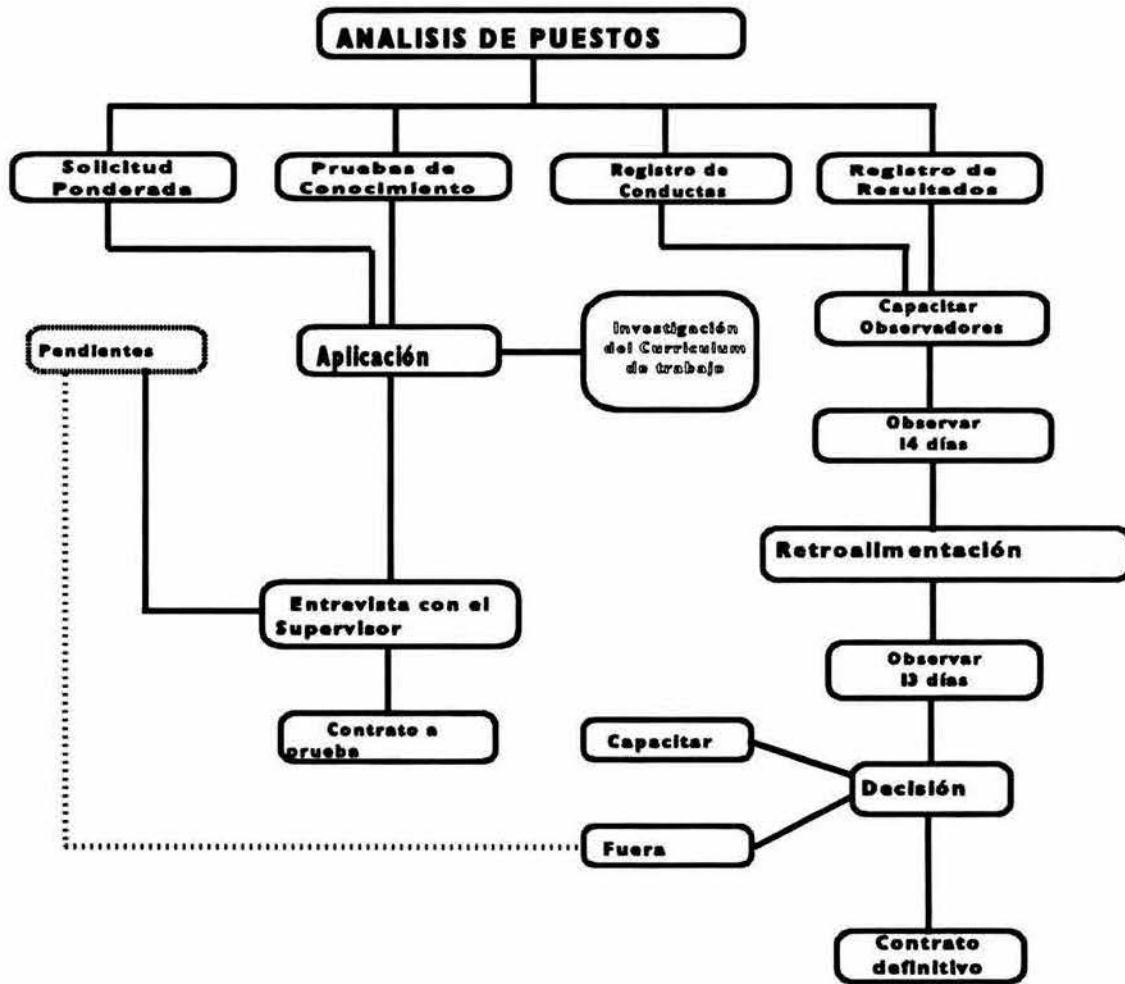 ANALISIS DE PUESTOS
Solicitud
Ponderada
Pruebas de
Conocimiento
Registro de
Conductas
Registro de
Resultados
Pendientes
Aplicación
Investigación
del Curriculum
de trabajo
Capacitar
Observadores
Observar
14 días
Retroalimentación
Entrevista con el
Supervisor
Observar
13 días
Contrato a
prueba
Capacitar
Decisión
Fuera
Contrato
definitivo